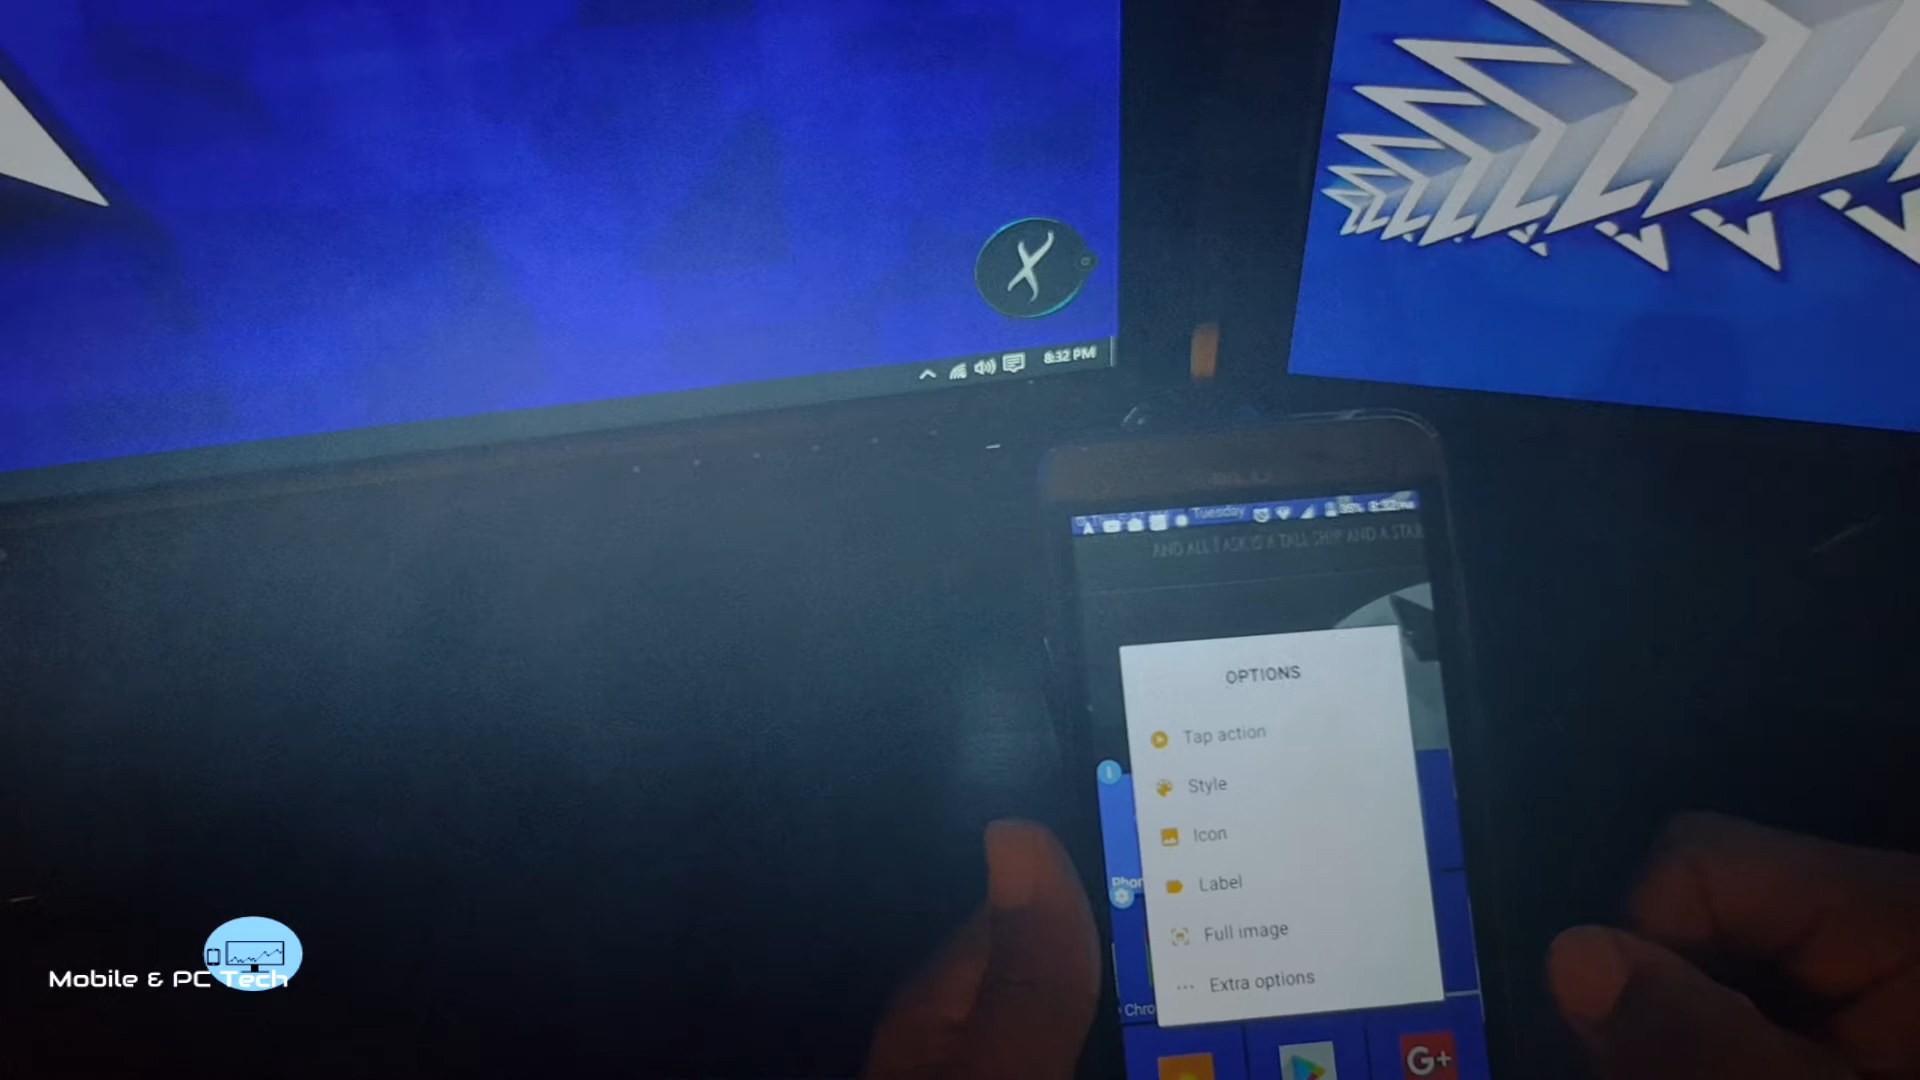 X
8:32 PM
Tuesday
AND ALL I ASK IS A TALL SHIP AND A STAR
OPTIONS
Tap action
Style
Icon
Label
Full image
Extra options
Phon
Chro
G+
Mobile & PC Tech